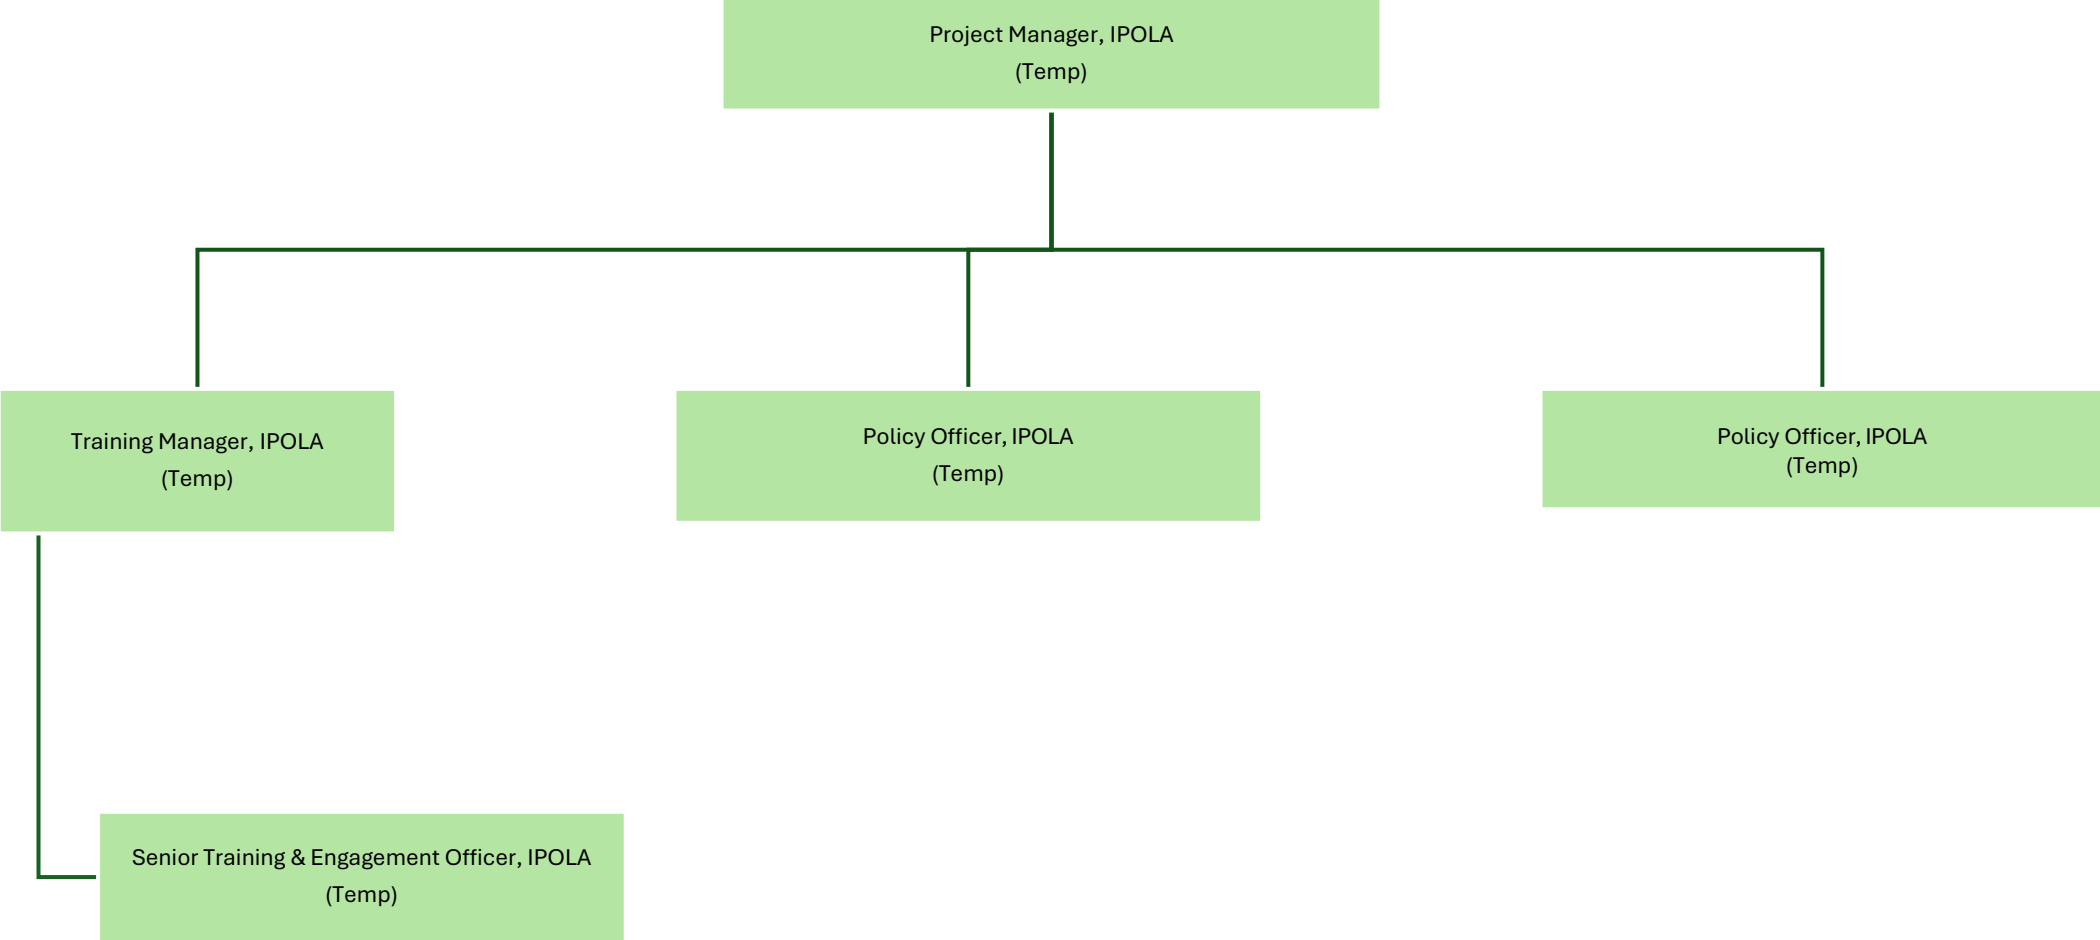 Project Manager, IPOLA
(Temp)
Training Manager, IPOLA
(Temp)
Policy Officer, IPOLA
(Temp)
Policy Officer, IPOLA
(Temp)
Senior Training & Engagement Officer, IPOLA
(Temp)